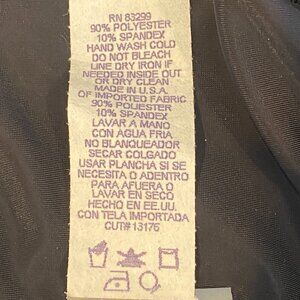 RN 83299
90% POLYESTER
10% SPANDEX
HAND WASH COLD
DO NOT BLEACH
LINE DRY IRON IF
NEEDED INSIDE OUT
OR DRY CLEAN
MADE IN U.S.A.
OF IMPORTED FABRIC
90% POLIESTER
10% SPANDEX
LAVAR A MANO
CON AGUA FRIA
NO BLANQUEADOR
SECAR COLGADO
USAR PLANCHA SI SE
NECESITA O ADENTRO
PARA AFUERA O
LAVAR EN SECO
HECHO EN EE.UU.
CON TELA IMPORTADA
CUT# 13176